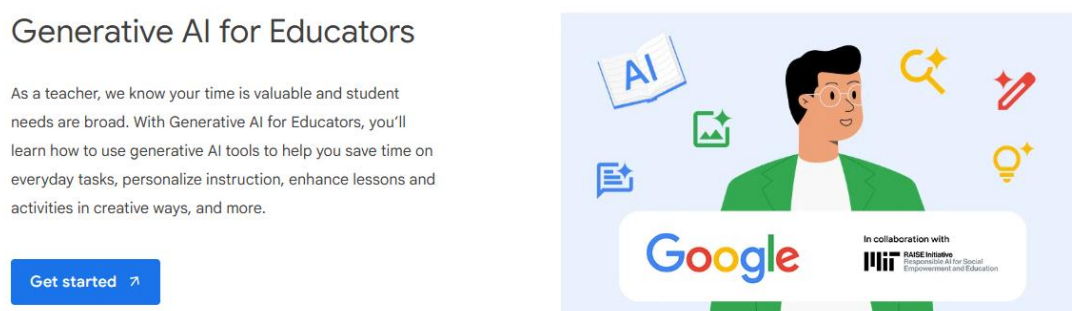 Generative AI for Educators
As a teacher, we know your time is valuable and student
needs are broad. With Generative AI for Educators, you'll
learn how to use generative AI tools to help you save time on
everyday tasks, personalize instruction, enhance lessons and
activities in creative ways, and more.
Get started
AI
Google
In collaboration with
MIT
RAISE Initiative
Responsible AI for Social
Empowerment and Education